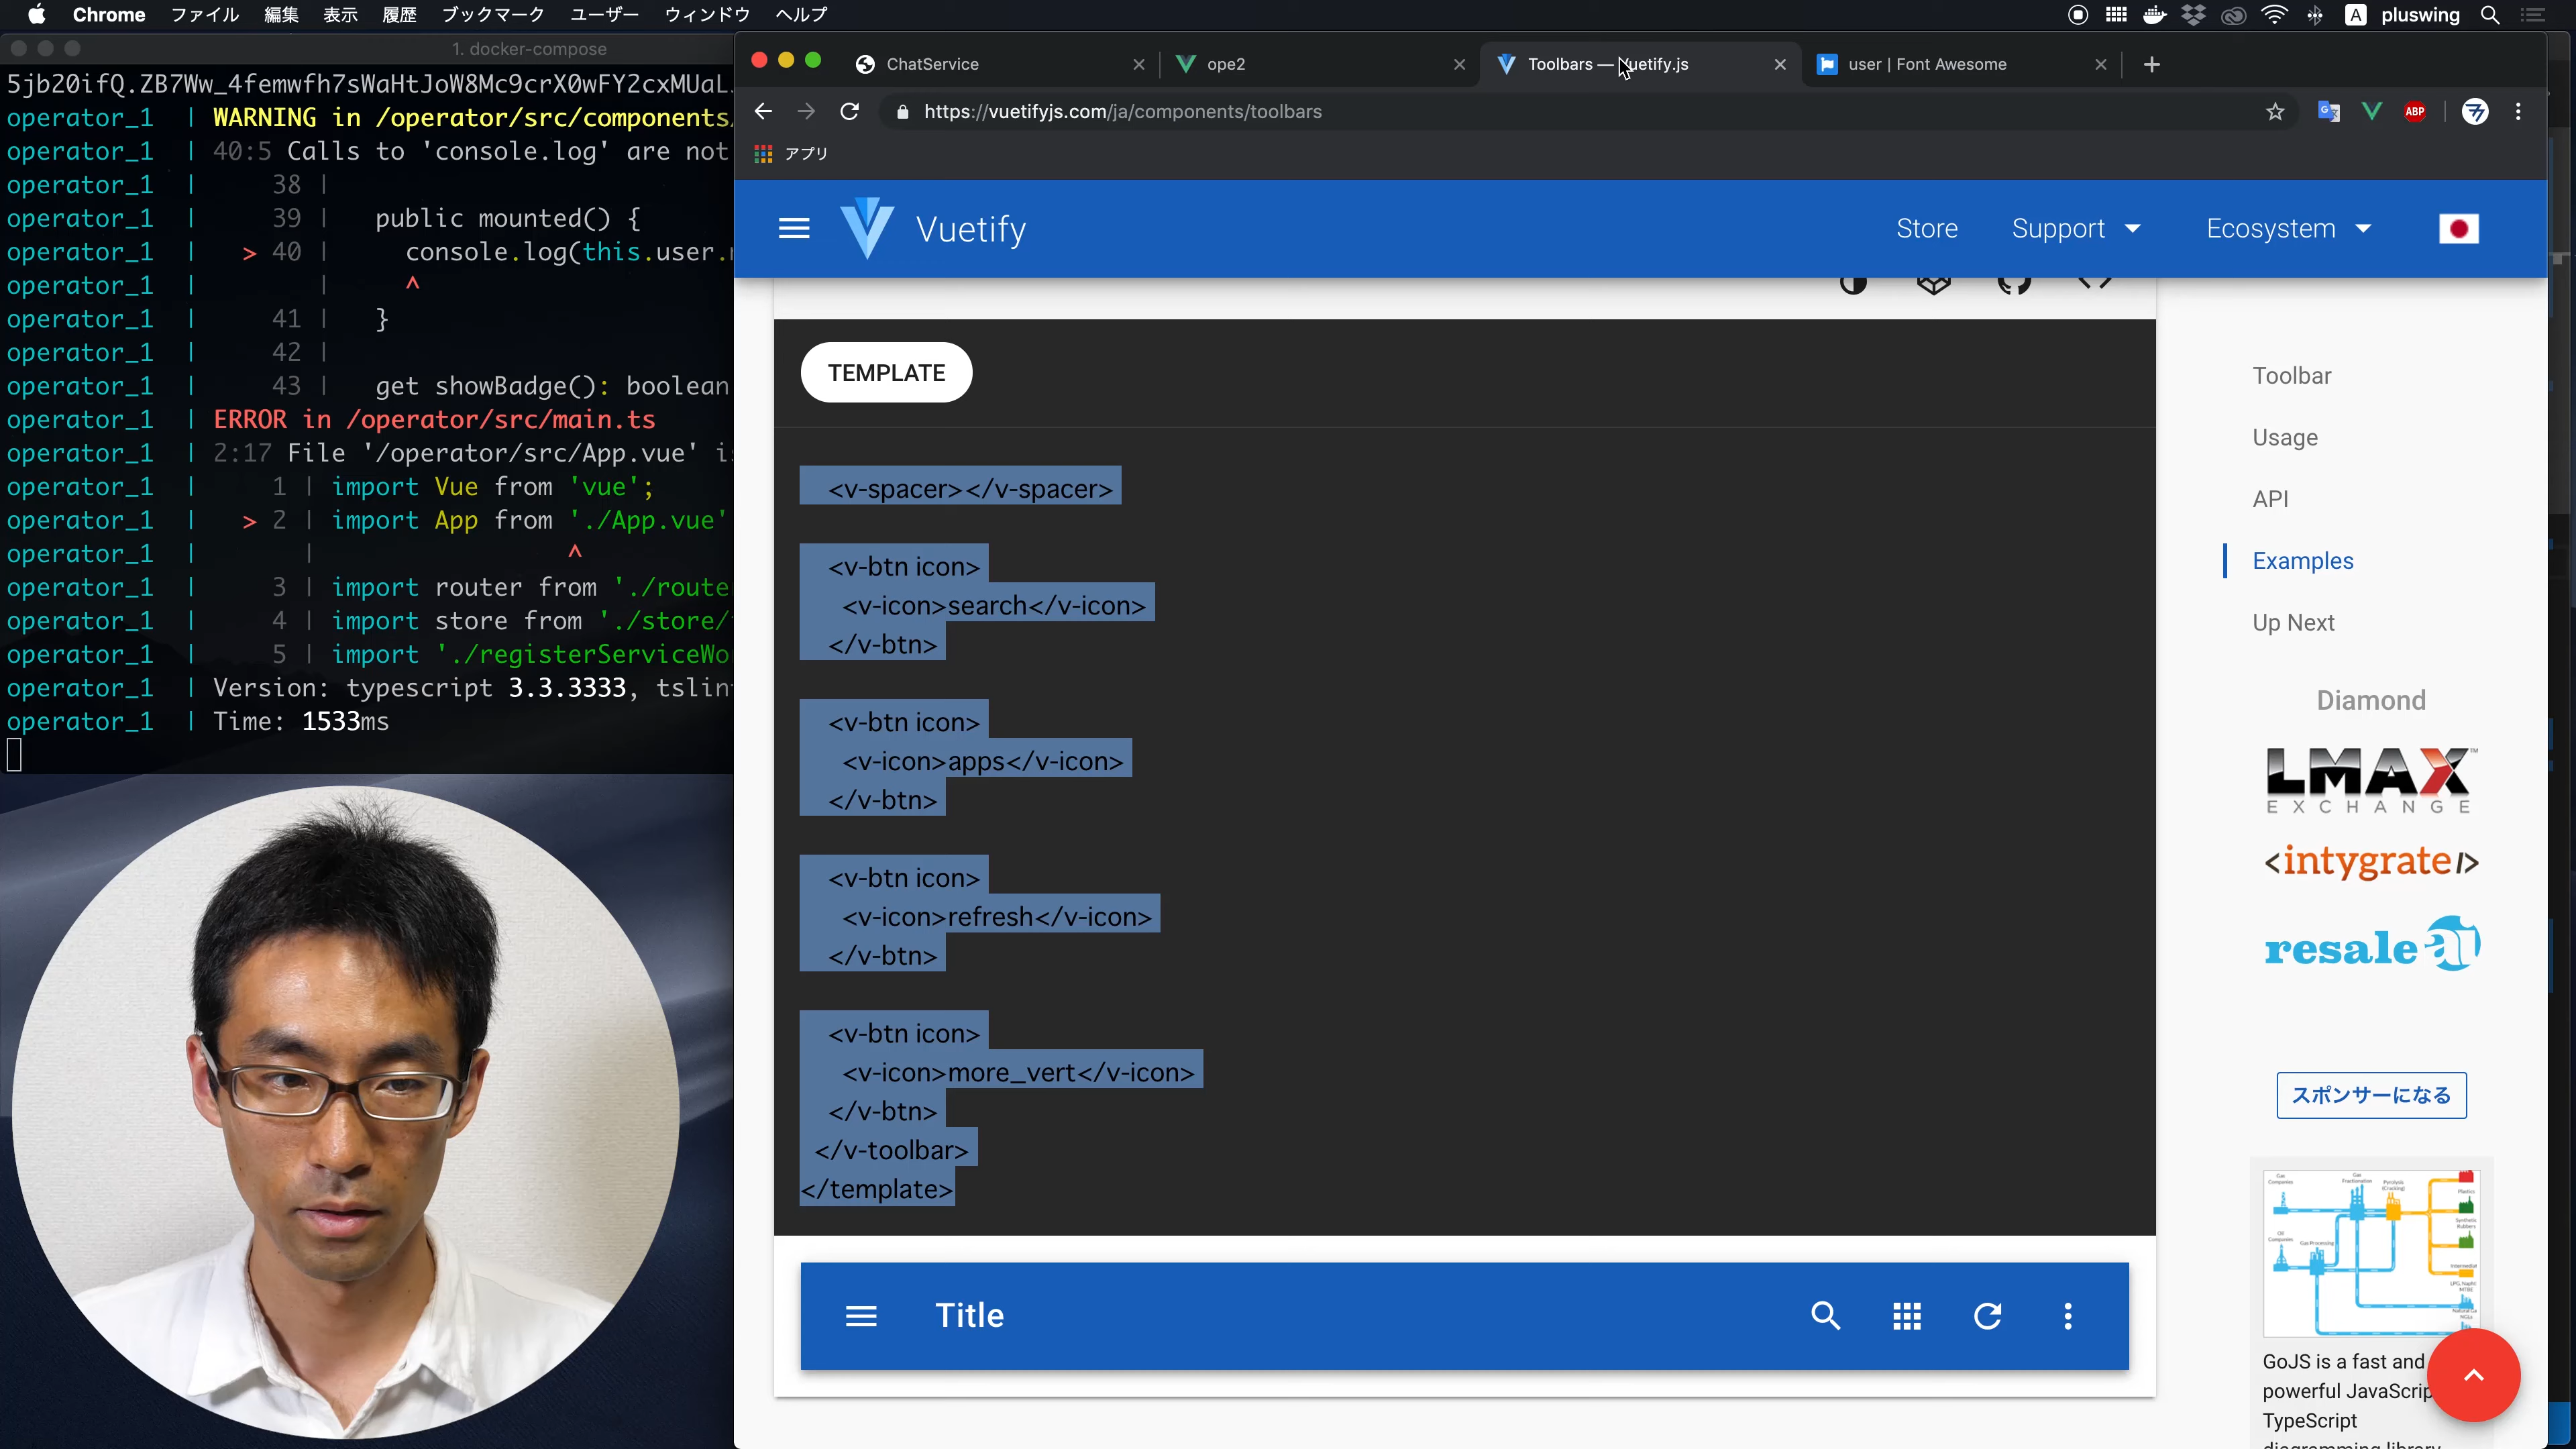 Chrome ファイル 編集 表示 履歴 ブックマーク ユーザー ウィンドウ ヘルプ A pluswing
1. docker-compose
5jb20ifQ.ZB7Ww_4femwfh7sWaHtJoW8Mc9crX0wFY2cxMUaL
operator_1 | WARNING in /operator/src/components
operator_1 | 40:5 Calls to 'console.log' are not
operator_1 | 38 |
operator_1 | 39 | public mounted() {
operator_1 | > 40 | console.log(this.user.
operator_1 | | ^
operator_1 | 41 | }
operator_1 | 42 |
operator_1 | 43 | get showBadge(): boolean
operator_1 | ERROR in /operator/src/main.ts
operator_1 | 2:17 File '/operator/src/App.vue' i
operator_1 | 1 | import Vue from 'vue';
operator_1 | > 2 | import App from './App.vue'
operator_1 | | ^
operator_1 | 3 | import router from './route
operator_1 | 4 | import store from './store/
operator_1 | 5 | import './registerServiceWo
operator_1 | Version: typescript 3.3.3333, tslin
operator_1 | Time: 1533ms
ChatService
ope2
Toolbars — Vuetify.js
user | Font Awesome
https://vuetifyjs.com/ja/components/toolbars
ABP
アプリ
Vuetify
Store
Support
Ecosystem
TEMPLATE
<v-spacer></v-spacer>
<v-btn icon>
<v-icon>search</v-icon>
</v-btn>
<v-btn icon>
<v-icon>apps</v-icon>
</v-btn>
<v-btn icon>
<v-icon>refresh</v-icon>
</v-btn>
<v-btn icon>
<v-icon>more_vert</v-icon>
</v-btn>
</v-toolbar>
</template>
Title
Toolbar
Usage
API
Examples
Up Next
Diamond
LMAX
EXCHANGE
<intygrate/>
resale ai
スポンサーになる
GoJS is a fast and
powerful JavaScrip
TypeScript